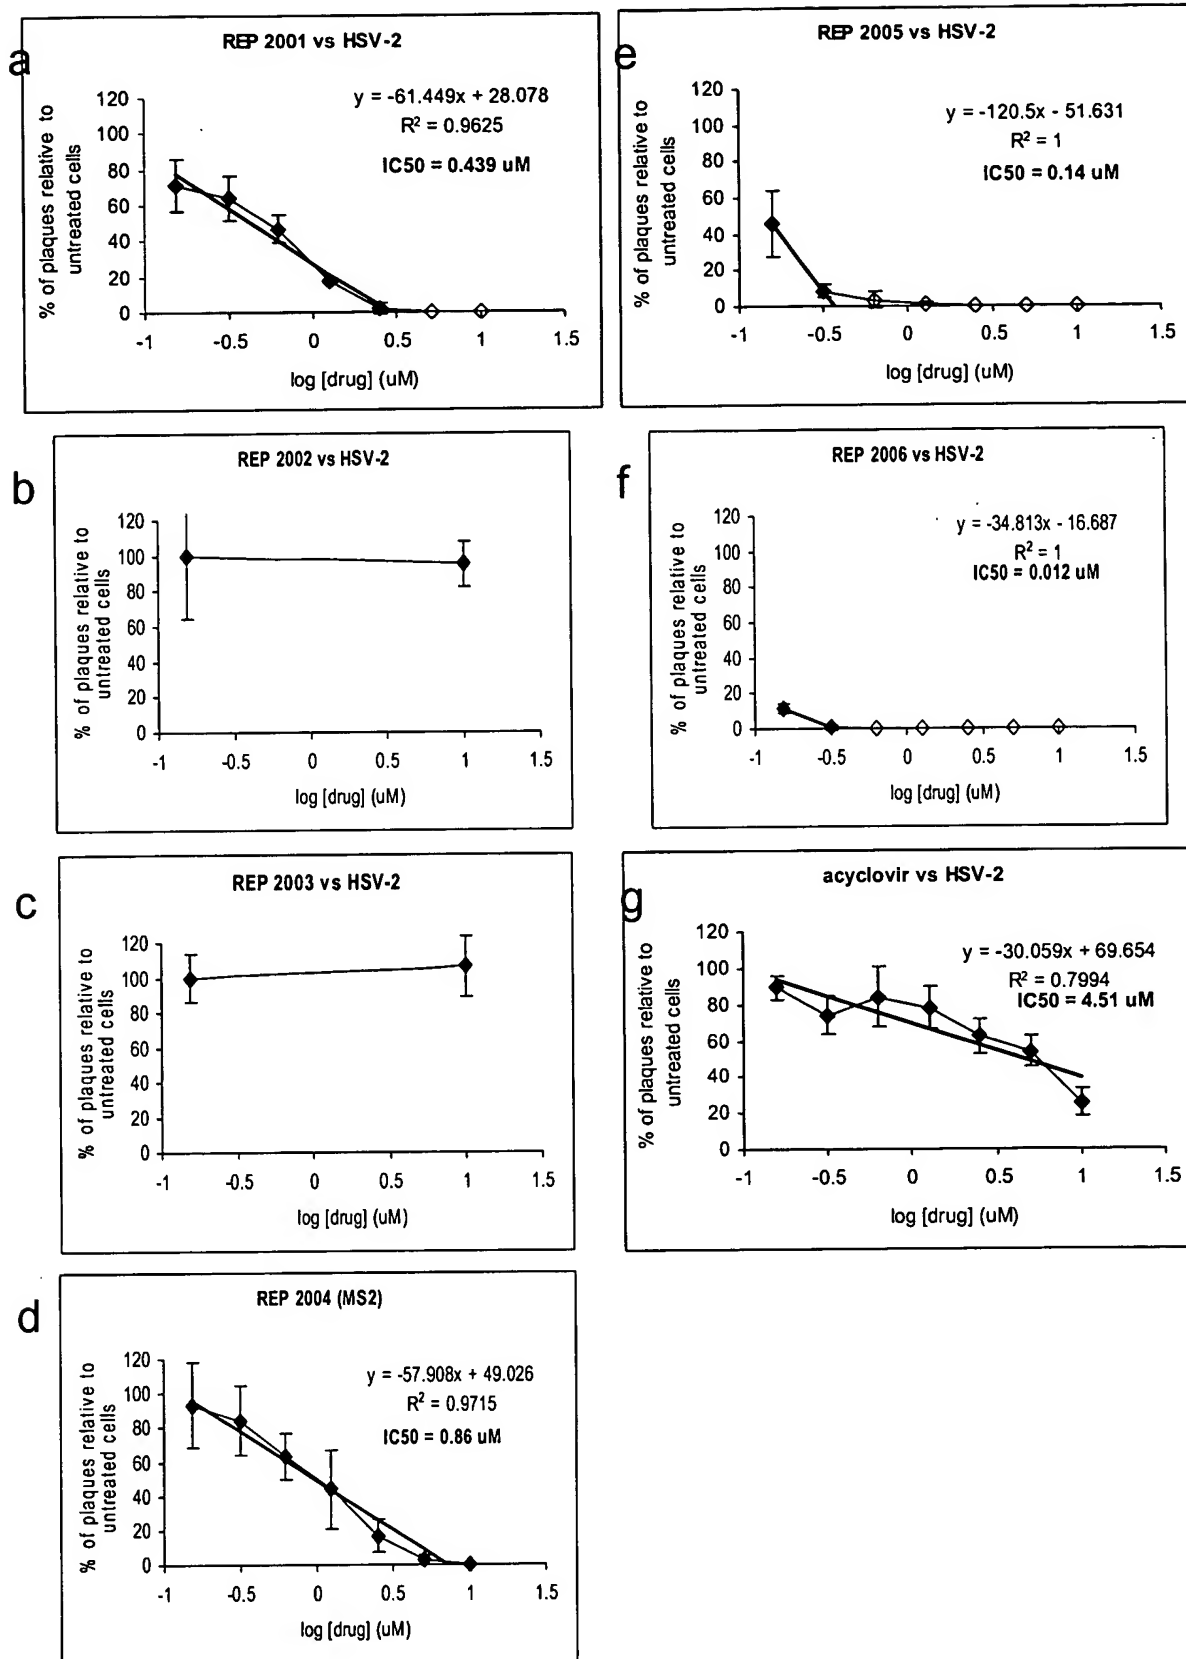 a
REP 2001 vs HSV-2
y = -61.449x + 28.078
R² = 0.9625
IC50 = 0.439 uM
% of plaques relative to
untreated cells
120
100
80
60
40
20
0
-1
-0.5
0
0.5
1
1.5
log [drug] (uM)
b
REP 2002 vs HSV-2
% of plaques relative to
untreated cells
120
100
80
60
40
20
0
-1
-0.5
0
0.5
1
1.5
log [drug] (uM)
c
REP 2003 vs HSV-2
% of plaques relative to
untreated cells
120
100
80
60
40
20
0
-1
-0.5
0
0.5
1
1.5
log [drug] (uM)
d
REP 2004 (MS2)
y = -57.908x + 49.026
R² = 0.9715
IC50 = 0.86 uM
% of plaques relative to
untreated cells
120
100
80
60
40
20
0
-1
-0.5
0
0.5
1
1.5
log [drug] (uM)
e
REP 2005 vs HSV-2
y = -120.5x - 51.631
R² = 1
IC50 = 0.14 uM
% of plaques relative to
untreated cells
120
100
80
60
40
20
0
-1
-0.5
0
0.5
1
1.5
log [drug] (uM)
f
REP 2006 vs HSV-2
y = -34.813x - 16.687
R² = 1
IC50 = 0.012 uM
% of plaques relative to
untreated cells
120
100
80
60
40
20
0
-1
-0.5
0
0.5
1
1.5
log [drug] (uM)
g
acyclovir vs HSV-2
y = -30.059x + 69.654
R² = 0.7994
IC50 = 4.51 uM
% of plaques relative to
untreated cells
120
100
80
60
40
20
0
-1
-0.5
0
0.5
1
1.5
log [drug] (uM)